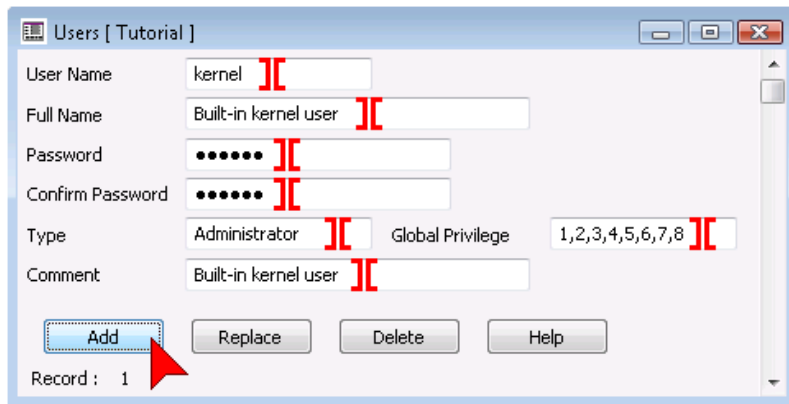 Users [ Tutorial ]
User Name kernel
Full Name Built-in kernel user
Password ••••••
Confirm Password ••••••
Type Administrator Global Privilege 1,2,3,4,5,6,7,8
Comment Built-in kernel user
Add Replace Delete Help
Record : 1